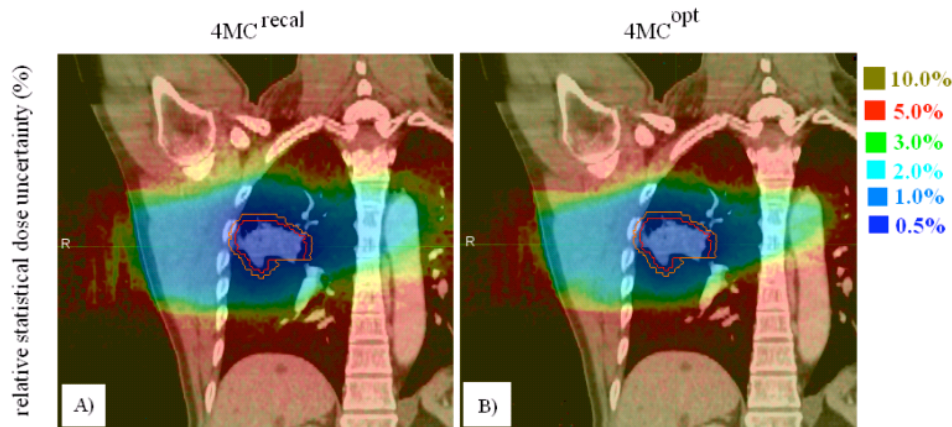 4MC^recal
4MC^opt
relative statistical dose uncertainty (%)
10.0%
5.0%
3.0%
2.0%
1.0%
0.5%
R
R
A)
B)